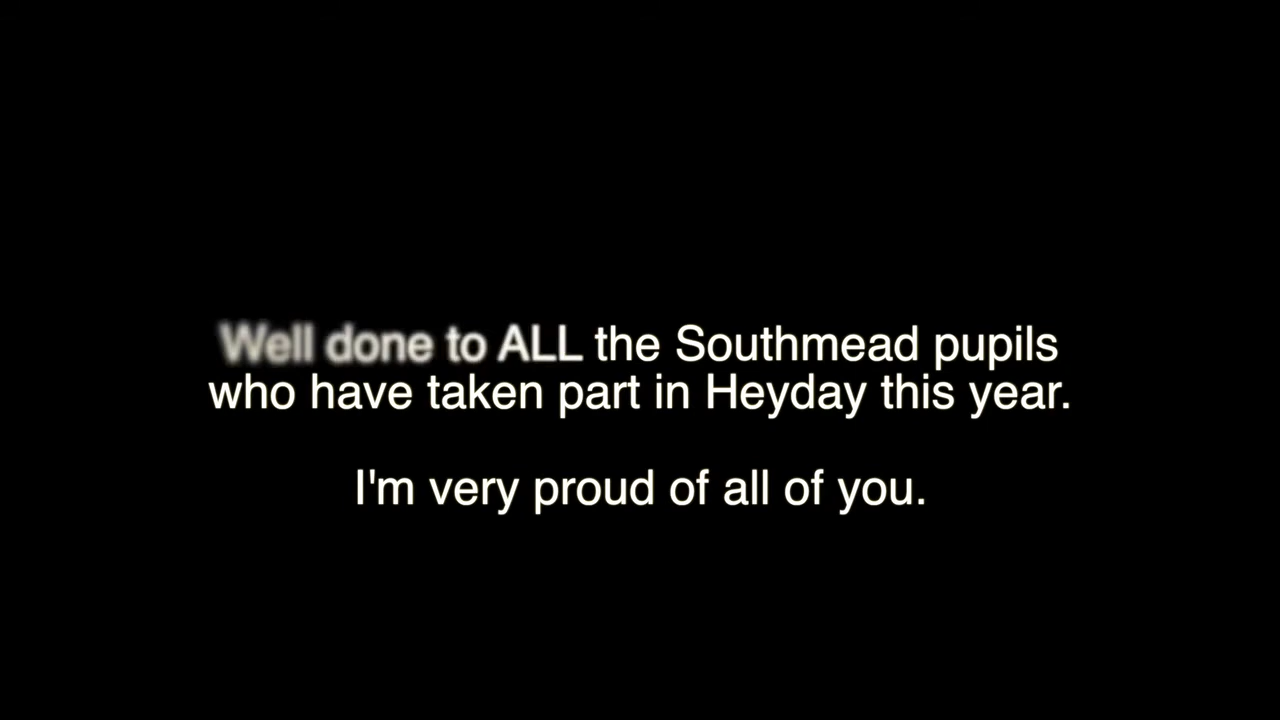 Well done to ALL the Southmead pupils
who have taken part in Heyday this year.
I'm very proud of all of you.